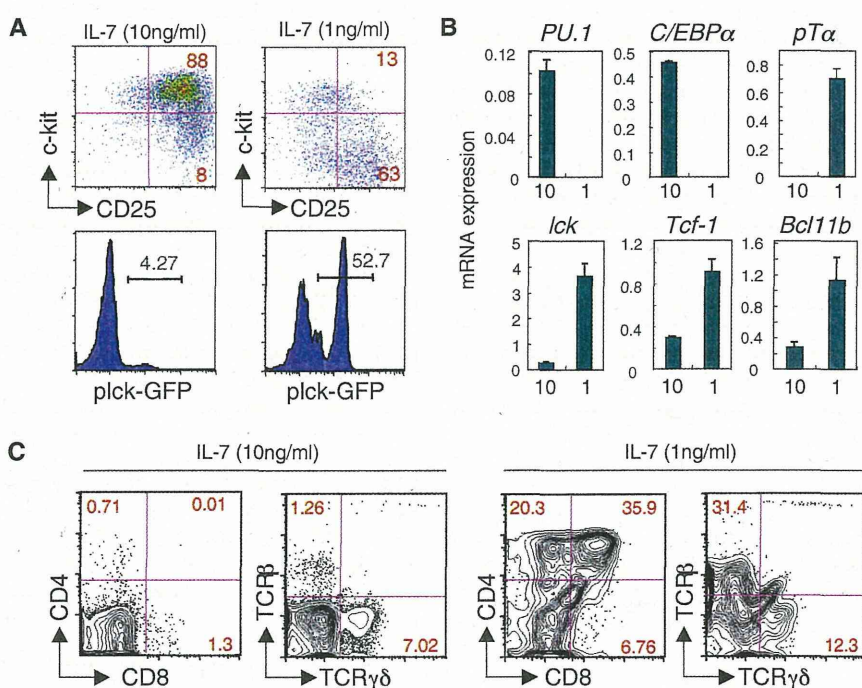 A
IL-7 (10ng/ml)
IL-7 (1ng/ml)
88
8
c-kit
CD25
13
63
c-kit
CD25
4.27
plck-GFP
52.7
plck-GFP
B
mRNA expression
PU.1
0.12
0.08
0.04
0
10 1
C/EBPα
0.5
0.4
0.3
0.2
0.1
0
10 1
pTα
0.8
0.6
0.4
0.2
0
10 1
lck
5
4
3
2
1
0
10 1
Tcf-1
1.2
0.8
0.4
0
10 1
Bcl11b
1.6
1.2
0.8
0.4
0
10 1
C
IL-7 (10ng/ml)
0.71 0.01
1.3
CD4
CD8
1.26
7.02
TCRβ
TCRγδ
IL-7 (1ng/ml)
20.3 35.9
6.76
CD4
CD8
31.4
12.3
TCRβ
TCRγδ